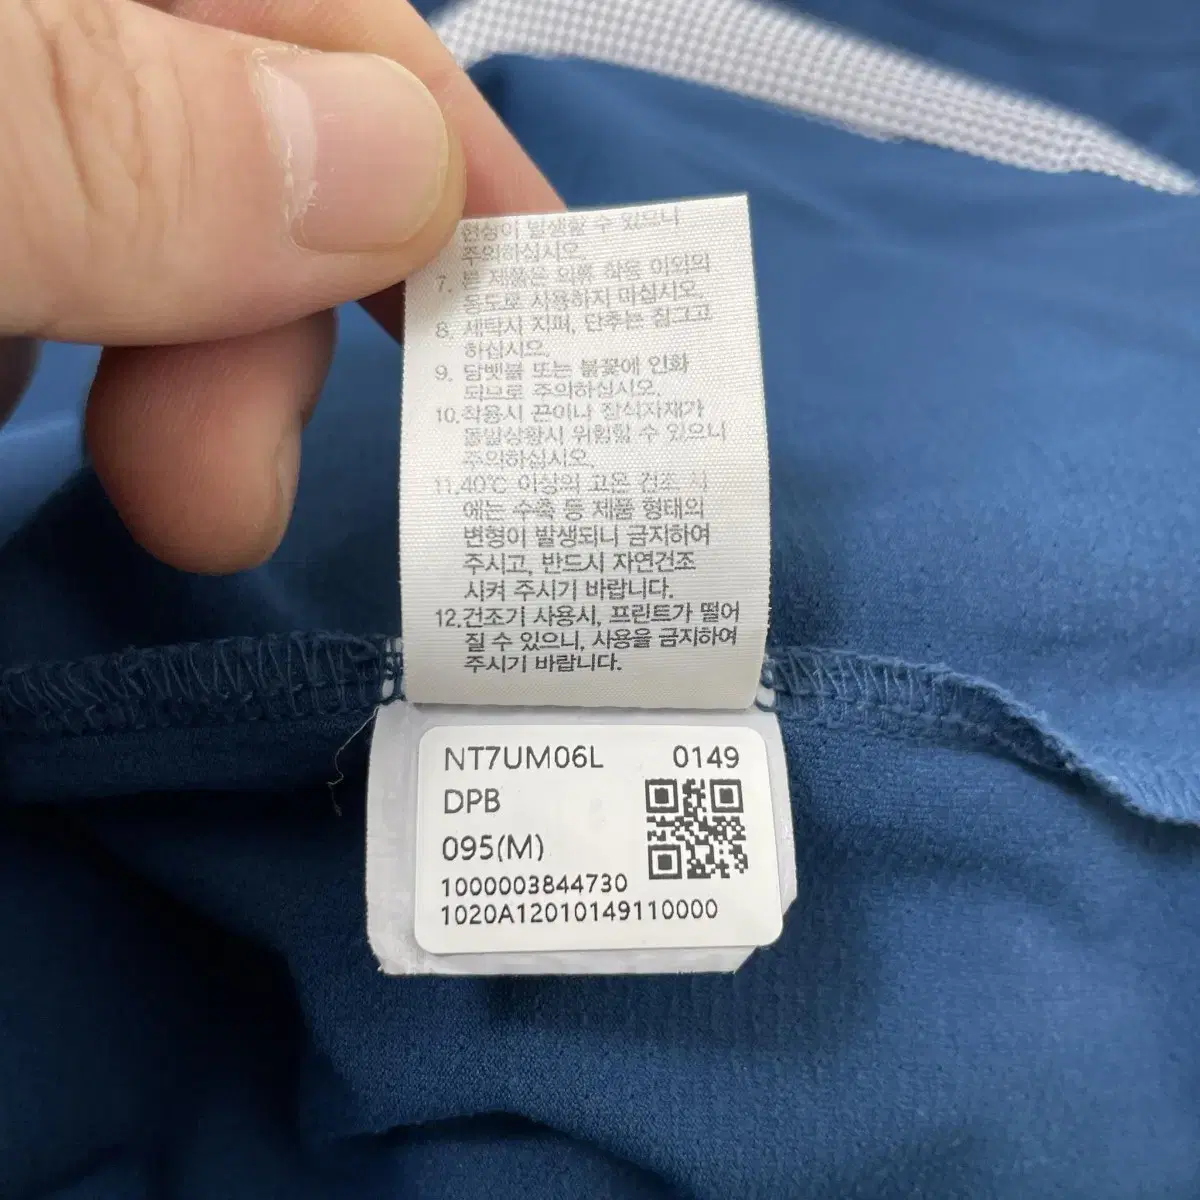 현상이 발생할 수 있으니
주의하십시오.
7. 본 제품은 의류 착용 이외의
용도로 사용하지 마십시오.
8. 세탁시 지퍼, 단추는 잠그고
하십시오.
9. 담뱃불 또는 불꽃에 인화
되므로 주의하십시오.
10.착용시 끈이나 장식자재가
돌발상황시 위험할 수 있으니
주의하십시오.
11.40℃ 이상의 고온 건조 시
에는 수축 등 제품 형태의
변형이 발생되니 금지하여
주시고, 반드시 자연건조
시켜 주시기 바랍니다.
12.건조기 사용시, 프린트가 떨어
질 수 있으니, 사용을 금지하여
주시기 바랍니다.
NT7UM06L 0149
DPB
095(M)
1000003844730
1020A12010149110000